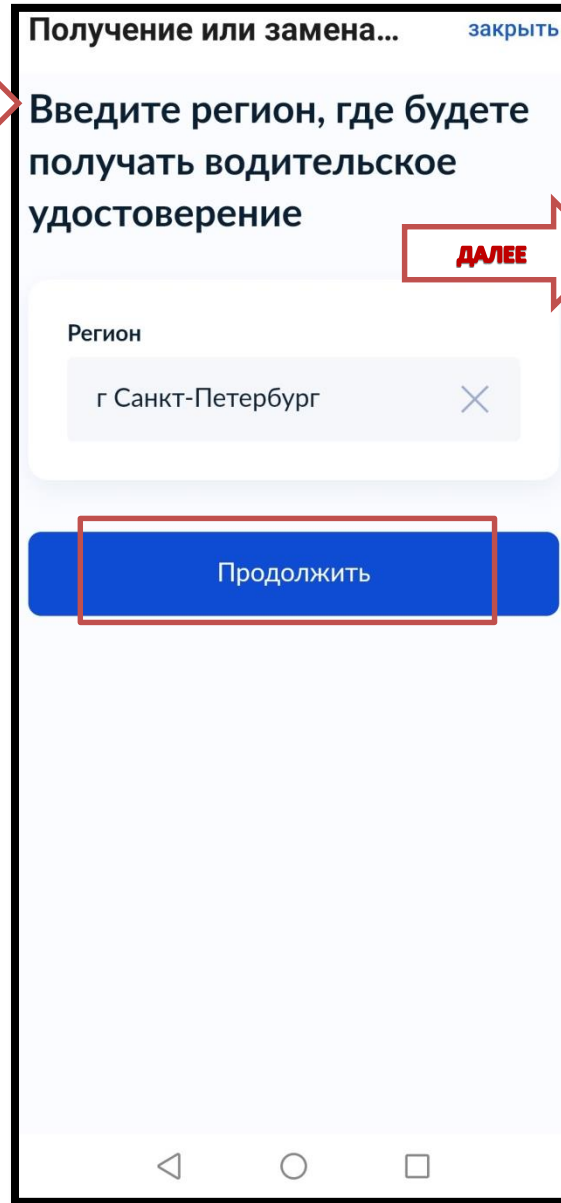 Получение или замена...
закрыть
Введите регион, где будете
получать водительское
удостоверение
ДАЛЕЕ
Регион
г Санкт-Петербург
Продолжить